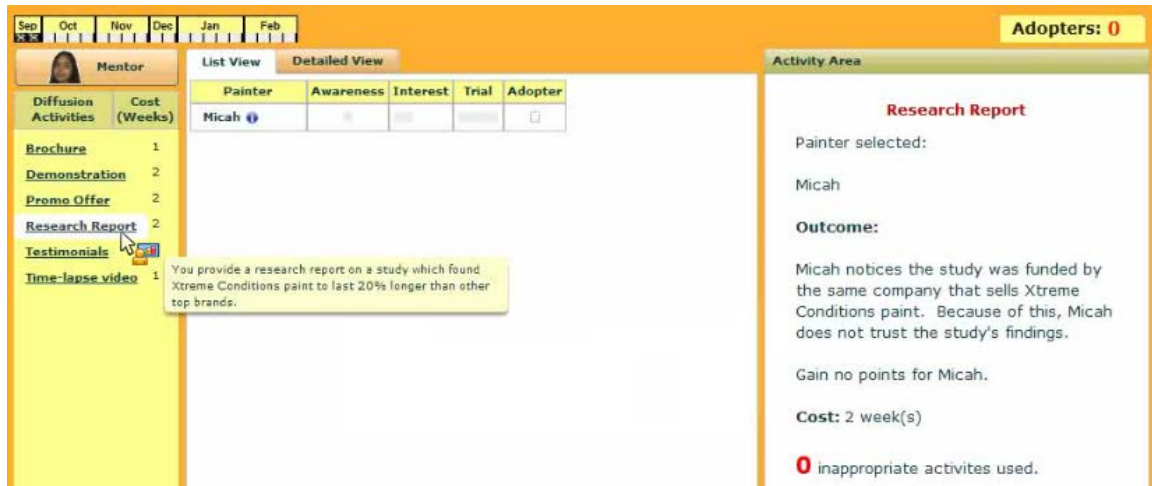 Sep Oct Nov Dec Jan Feb
Adopters: 0
Mentor
Diffusion Activities Cost (Weeks)
Brochure 1
Demonstration 2
Promo Offer 2
Research Report 2
Testimonials
Time-lapse video 1
List View Detailed View
Painter Awareness Interest Trial Adopter
Micah
You provide a research report on a study which found
Xtreme Conditions paint to last 20% longer than other
top brands.
Activity Area
Research Report
Painter selected:
Micah
Outcome:
Micah notices the study was funded by
the same company that sells Xtreme
Conditions paint. Because of this, Micah
does not trust the study's findings.
Gain no points for Micah.
Cost: 2 week(s)
0 inappropriate activites used.